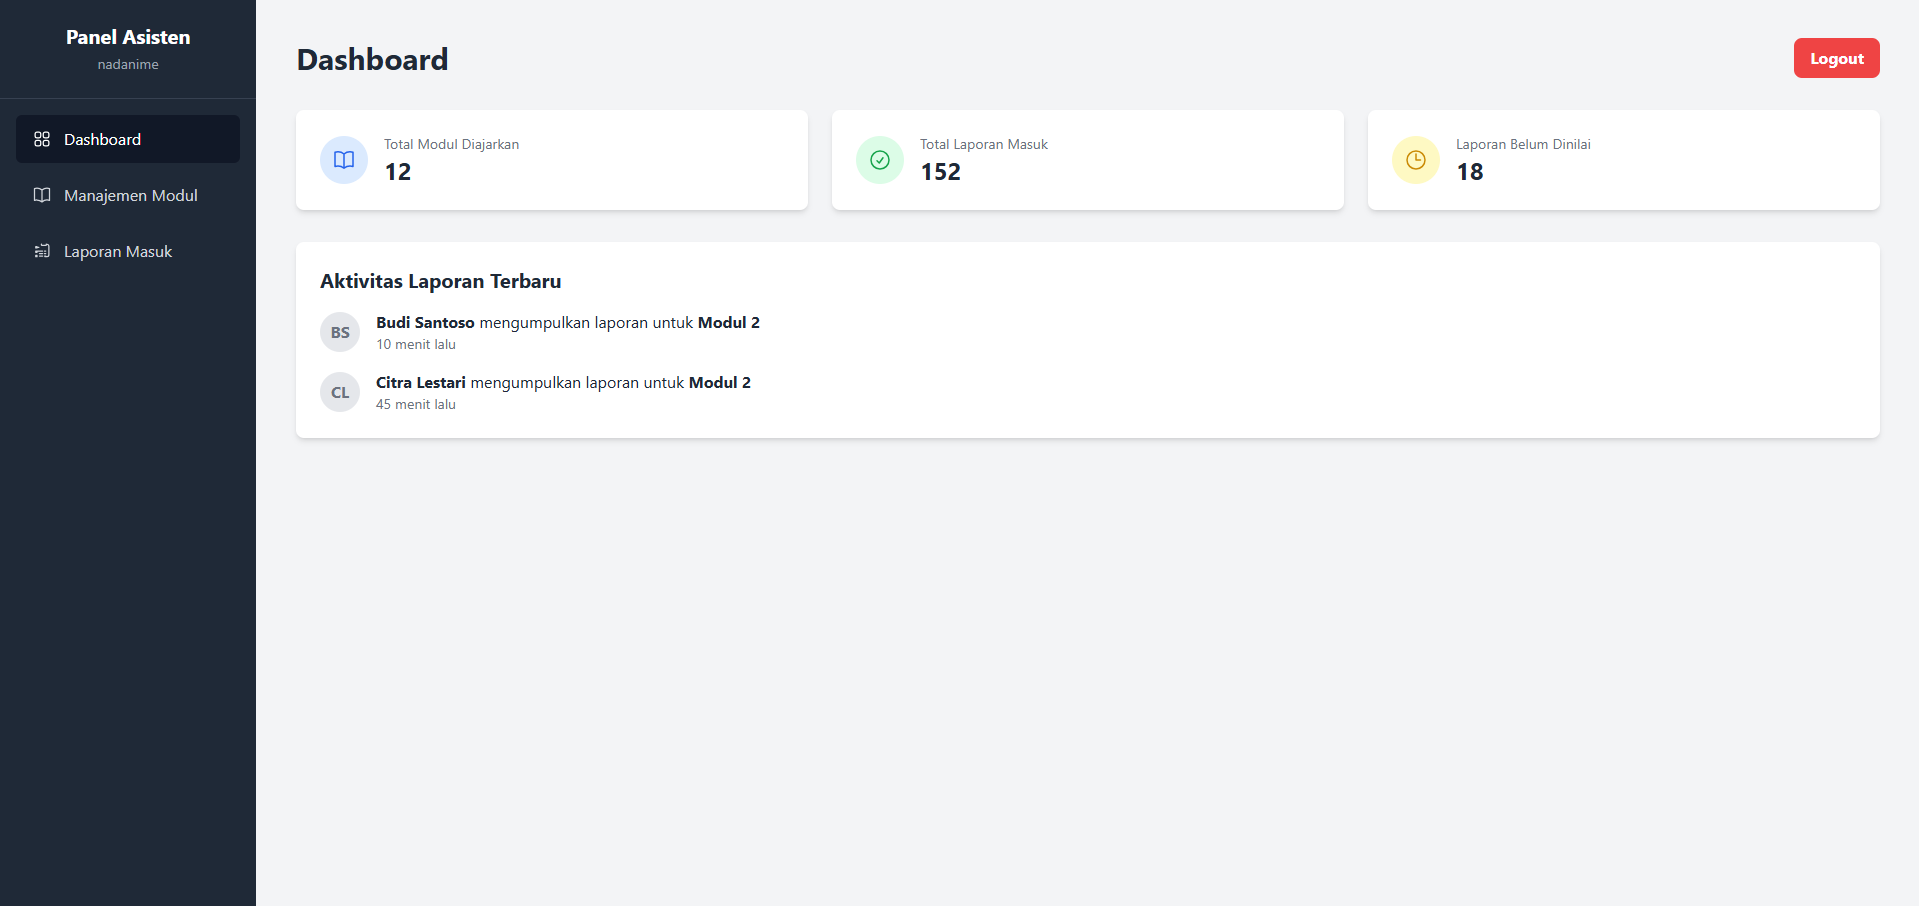 Panel Asisten
nadanime
Dashboard
Manajemen Modul
Laporan Masuk
Dashboard
Logout
Total Modul Diajarkan
12
Total Laporan Masuk
152
Laporan Belum Dinilai
18
Aktivitas Laporan Terbaru
BS
Budi Santoso mengumpulkan laporan untuk Modul 2
10 menit lalu
CL
Citra Lestari mengumpulkan laporan untuk Modul 2
45 menit lalu